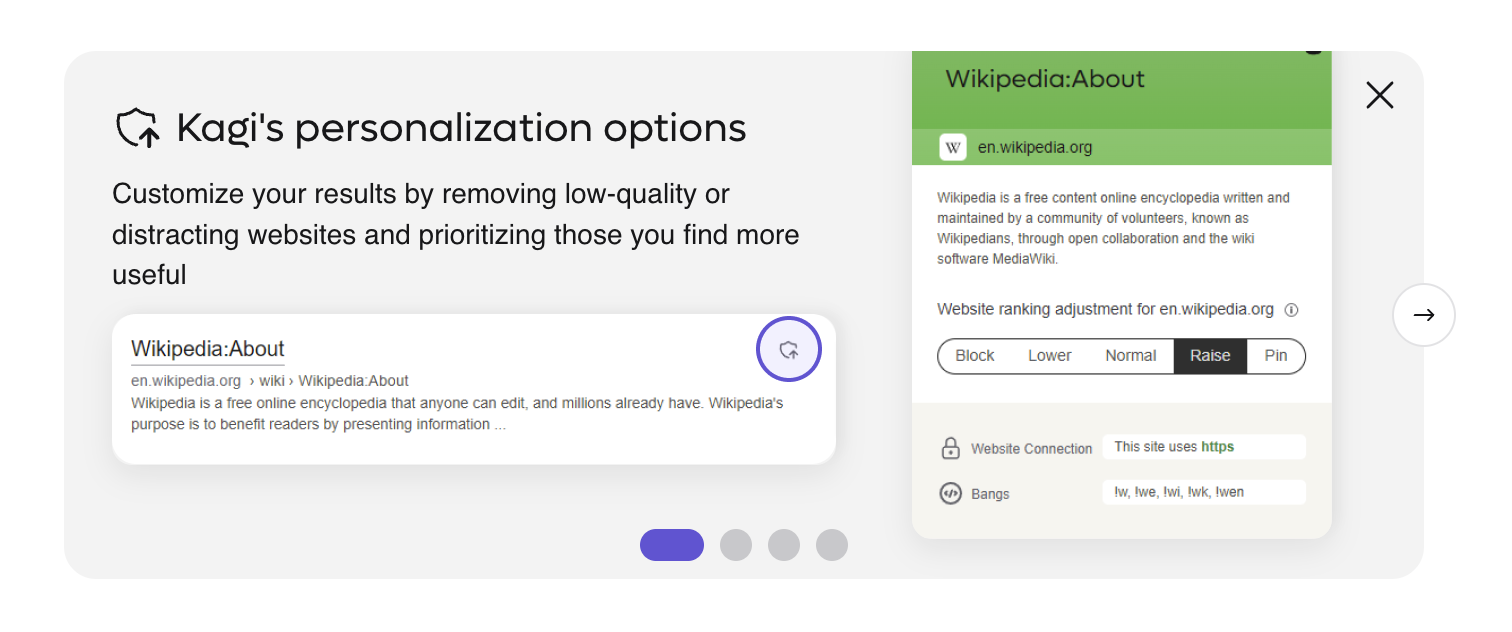 Kagi's personalization options
Customize your results by removing low-quality or
distracting websites and prioritizing those you find more
useful
Wikipedia:About
en.wikipedia.org › wiki › Wikipedia:About
Wikipedia is a free online encyclopedia that anyone can edit, and millions already have. Wikipedia's
purpose is to benefit readers by presenting information ...
Wikipedia:About
W en.wikipedia.org
Wikipedia is a free content online encyclopedia written and
maintained by a community of volunteers, known as
Wikipedians, through open collaboration and the wiki
software MediaWiki.
Website ranking adjustment for en.wikipedia.org
Block Lower Normal Raise Pin
Website Connection This site uses https
Bangs !w, !we, !wi, !wk, !wen